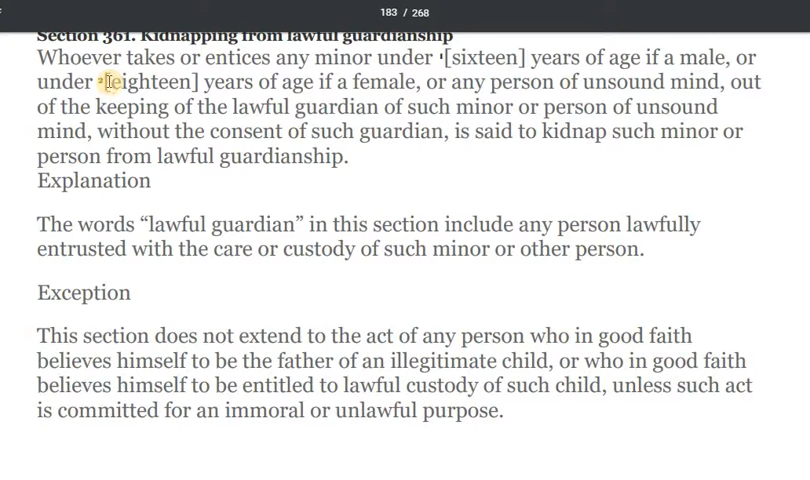 183 / 268
Section 361. Kidnapping from lawful guardianship
Whoever takes or entices any minor under ¹[sixteen] years of age if a male, or
under ²[eighteen] years of age if a female, or any person of unsound mind, out
of the keeping of the lawful guardian of such minor or person of unsound
mind, without the consent of such guardian, is said to kidnap such minor or
person from lawful guardianship.
Explanation
The words “lawful guardian” in this section include any person lawfully
entrusted with the care or custody of such minor or other person.
Exception
This section does not extend to the act of any person who in good faith
believes himself to be the father of an illegitimate child, or who in good faith
believes himself to be entitled to lawful custody of such child, unless such act
is committed for an immoral or unlawful purpose.